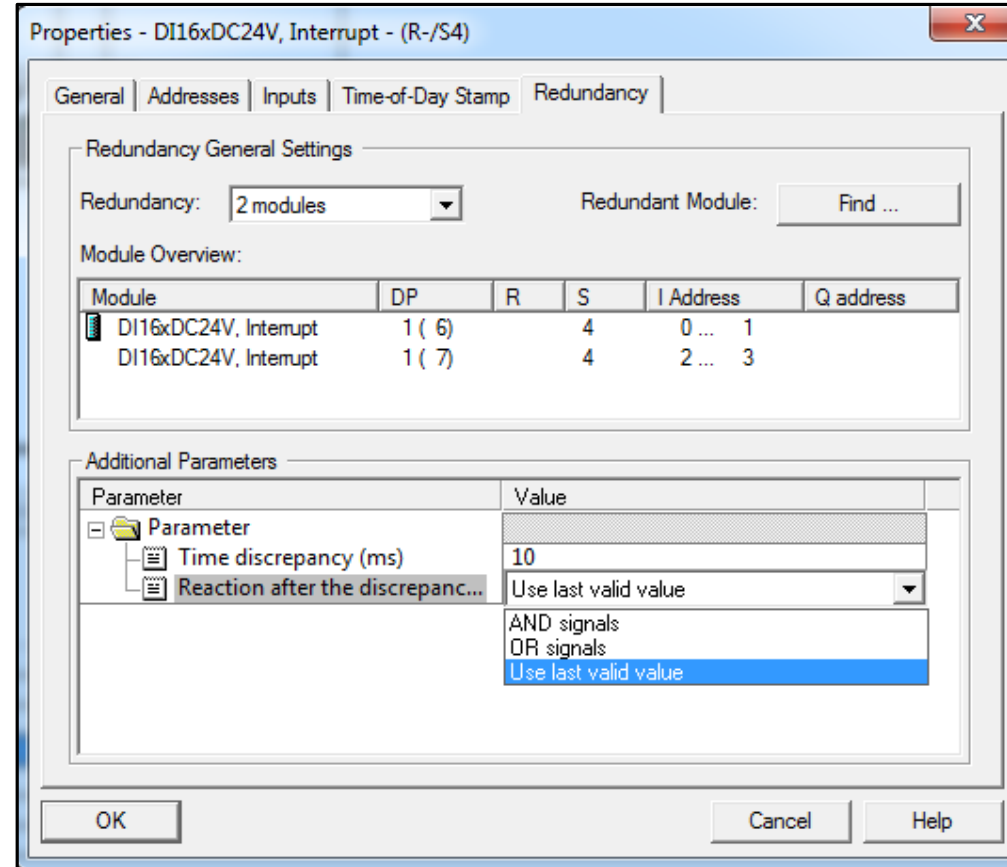 Properties - DI16xDC24V, Interrupt - (R-/S4)
General Addresses Inputs Time-of-Day Stamp Redundancy
Redundancy General Settings
Redundancy: 2 modules Redundant Module: Find ...
Module Overview:
Module DP R S I Address Q address
DI16xDC24V, Interrupt 1 ( 6) 4 0 ... 1
DI16xDC24V, Interrupt 1 ( 7) 4 2 ... 3
Additional Parameters
Parameter Value
Parameter
Time discrepancy (ms) 10
Reaction after the discrepanc... Use last valid value
AND signals
OR signals
Use last valid value
OK Cancel Help